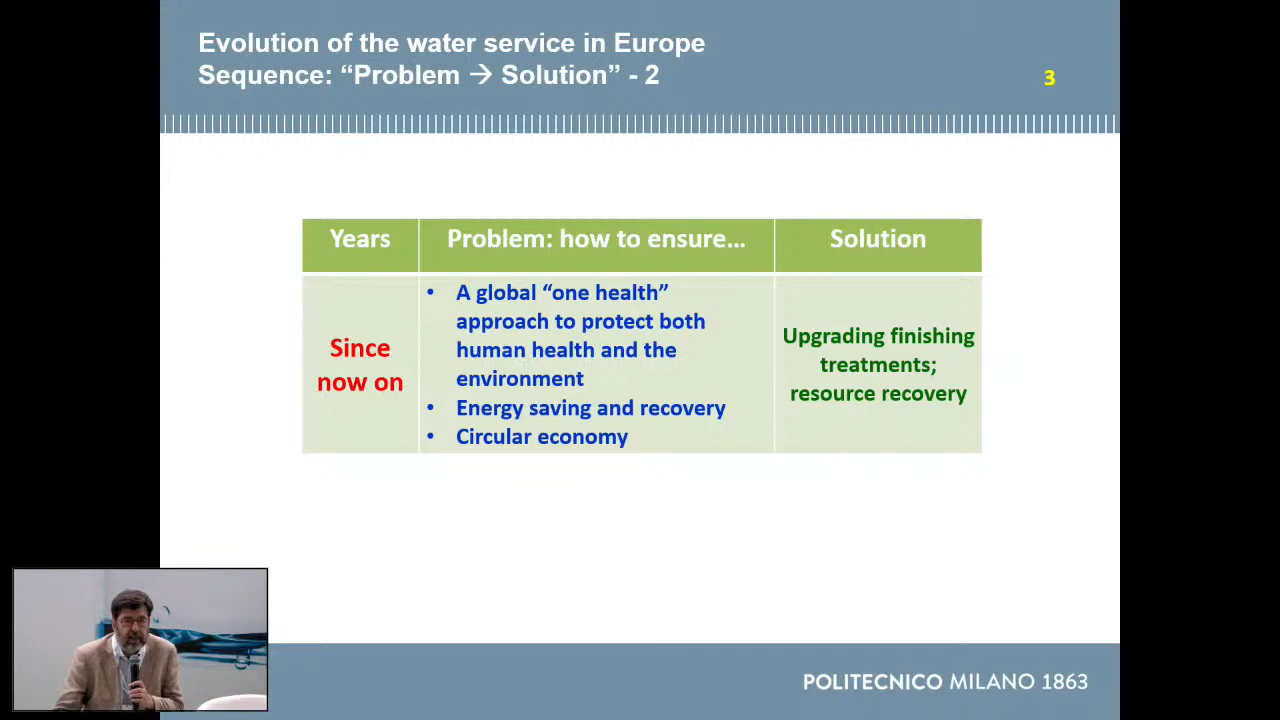 Evolution of the water service in Europe
Sequence: “Problem → Solution” - 2
3
Years
Problem: how to ensure...
Solution
Since
now on
• A global “one health”
approach to protect both
human health and the
environment
• Energy saving and recovery
• Circular economy
Upgrading finishing
treatments;
resource recovery
POLITECNICO MILANO 1863